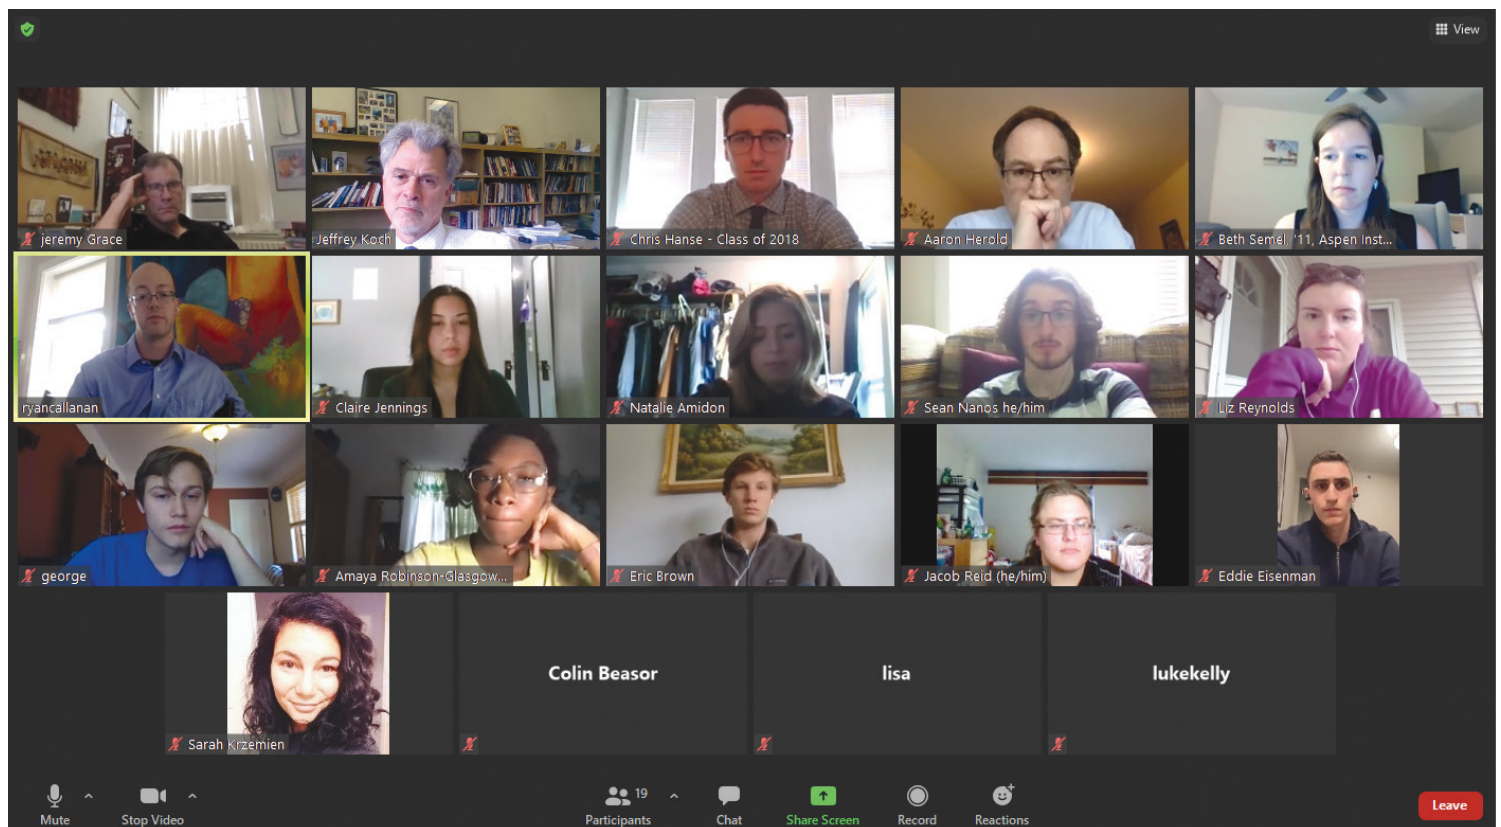 View
jeremy Grace
Jeffrey Koch
Chris Hanse - Class of 2018
Aaron Herold
Beth Semel, '11, Aspen Inst...
ryancallanan
Claire Jennings
Natalie Amidon
Sean Nanos he/him
Liz Reynolds
george
Amaya Robinson-Glasgow...
Eric Brown
Jacob Reid (he/him)
Eddie Eisenman
Sarah Krzemien
Colin Beasor
lisa
lukekelly
Mute
Stop Video
19
Participants
Chat
Share Screen
Record
Reactions
Leave